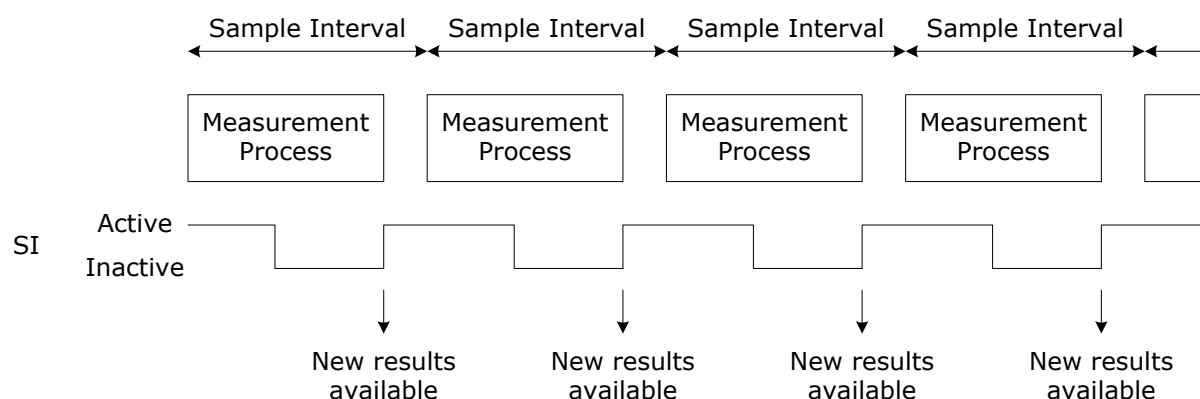 Sample Interval Sample Interval Sample Interval Sample Interval
Measurement Process
Measurement Process
Measurement Process
Measurement Process
SI
Active
Inactive
New results available
New results available
New results available
New results available